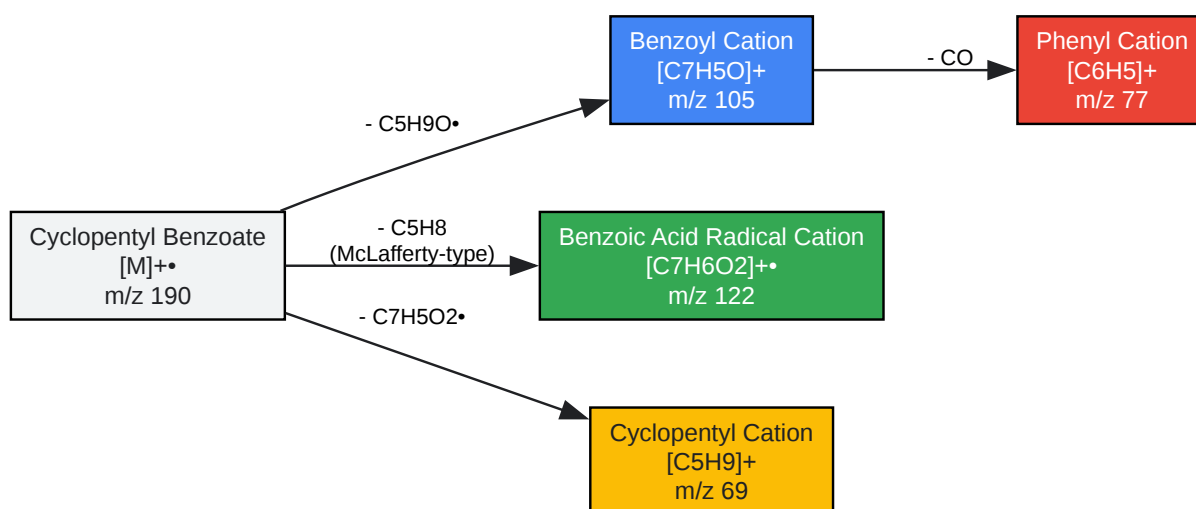 Benzoyl Cation
[C7H5O]+
m/z 105
- CO
Phenyl Cation
[C6H5]+
m/z 77
- C5H9O•
Cyclopentyl Benzoate
[M]+•
m/z 190
- C5H8
(McLafferty-type)
Benzoic Acid Radical Cation
[C7H6O2]+•
m/z 122
- C7H5O2•
Cyclopentyl Cation
[C5H9]+
m/z 69